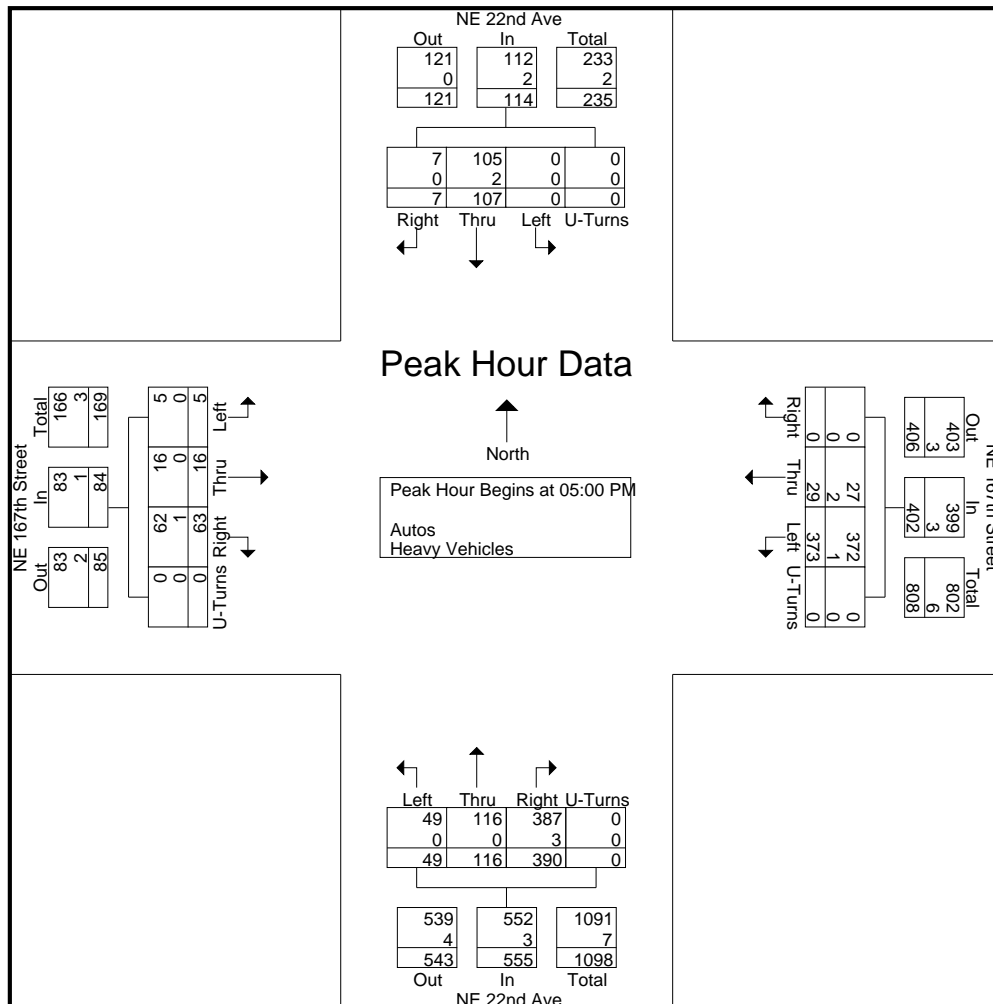 NE 22nd Ave
Out In Total
121 112 233
0 2 2
121 114 235
7 105 0 0
0 2 0 0
7 107 0 0
Right Thru Left U-Turns
Peak Hour Data
North
Peak Hour Begins at 05:00 PM
Autos
Heavy Vehicles
NE 167th Street
Out In Total
83 83 166
2 1 3
85 84 169
U-Turns Right Thru Left
0 62 16 5
0 1 0 0
0 63 16 5
NE 167th Street
Out In Total
403 399 802
3 3 6
406 402 808
0 27 372 0
0 2 1 0
0 29 373 0
Right Thru Left U-Turns
Left Thru Right U-Turns
49 116 387 0
0 0 3 0
49 116 390 0
539 552 1091
4 3 7
543 555 1098
Out In Total
NE 22nd Ave